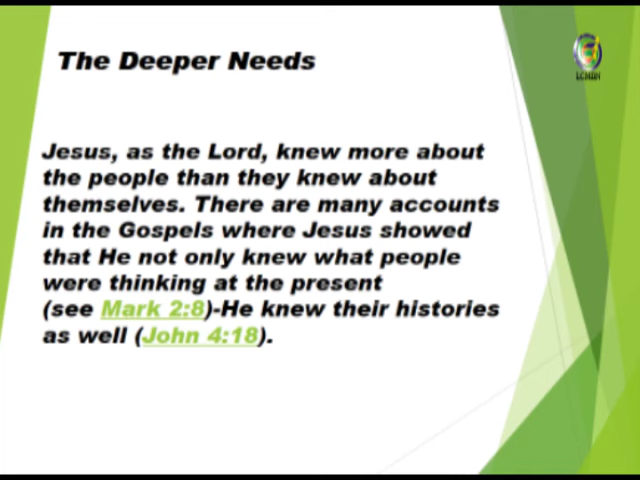 The Deeper Needs
Jesus, as the Lord, knew more about
the people than they knew about
themselves. There are many accounts
in the Gospels where Jesus showed
that He not only knew what people
were thinking at the present
(see Mark 2:8)-He knew their histories
as well (John 4:18).